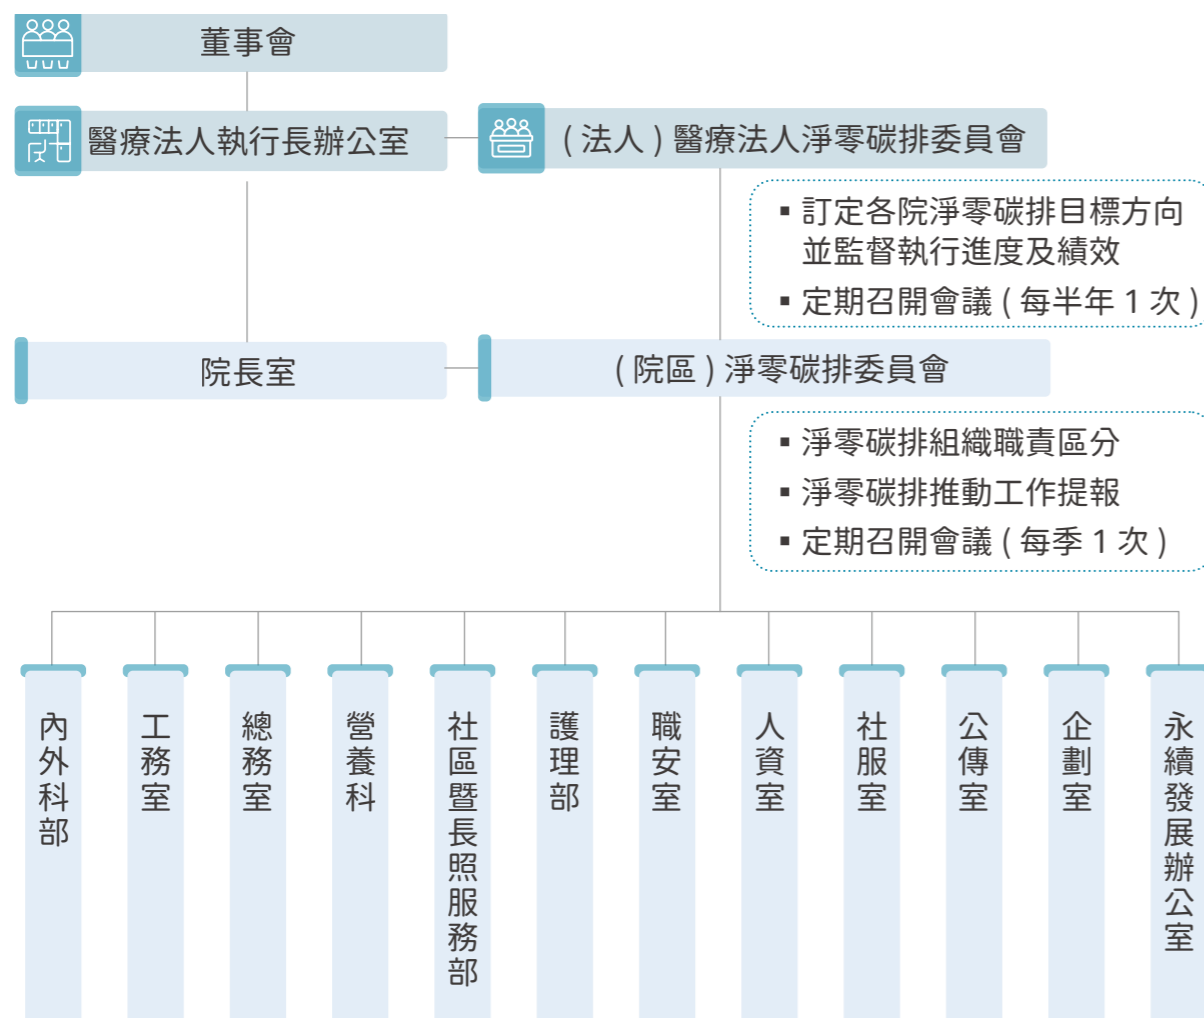 董事會
醫療法人執行長辦公室
( 法人 ) 醫療法人淨零碳排委員會
▪ 訂定各院淨零碳排目標方向
並監督執行進度及績效
▪ 定期召開會議 ( 每半年 1 次 )
院長室
( 院區 ) 淨零碳排委員會
▪ 淨零碳排組織職責區分
▪ 淨零碳排推動工作提報
▪ 定期召開會議 ( 每季 1 次 )
內外科部
工務室
總務室
營養科
社區暨長照服務部
護理部
職安室
人資室
社服室
公傳室
企劃室
永續發展辦公室